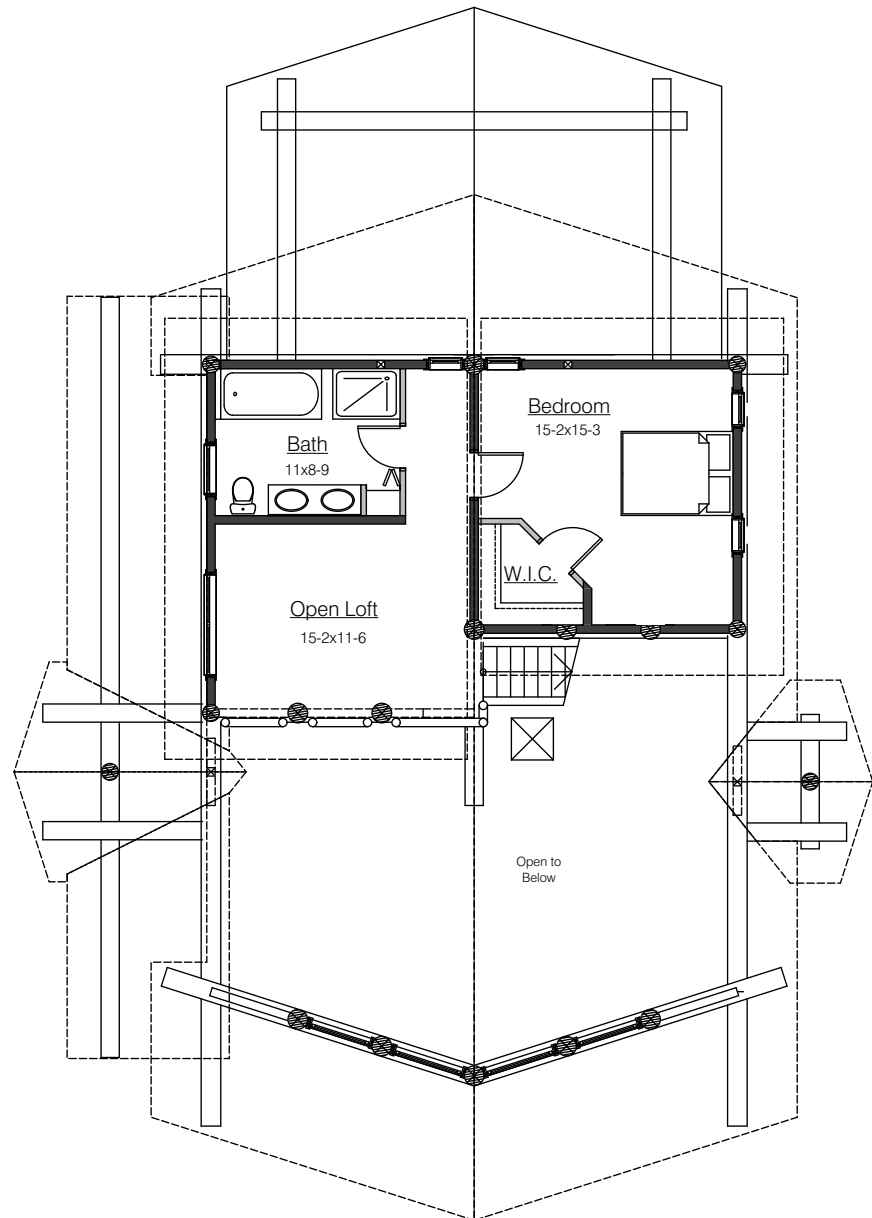 Bedroom
15-2x15-3
Bath
11x8-9
W.I.C.
Open Loft
15-2x11-6
Open to
Below